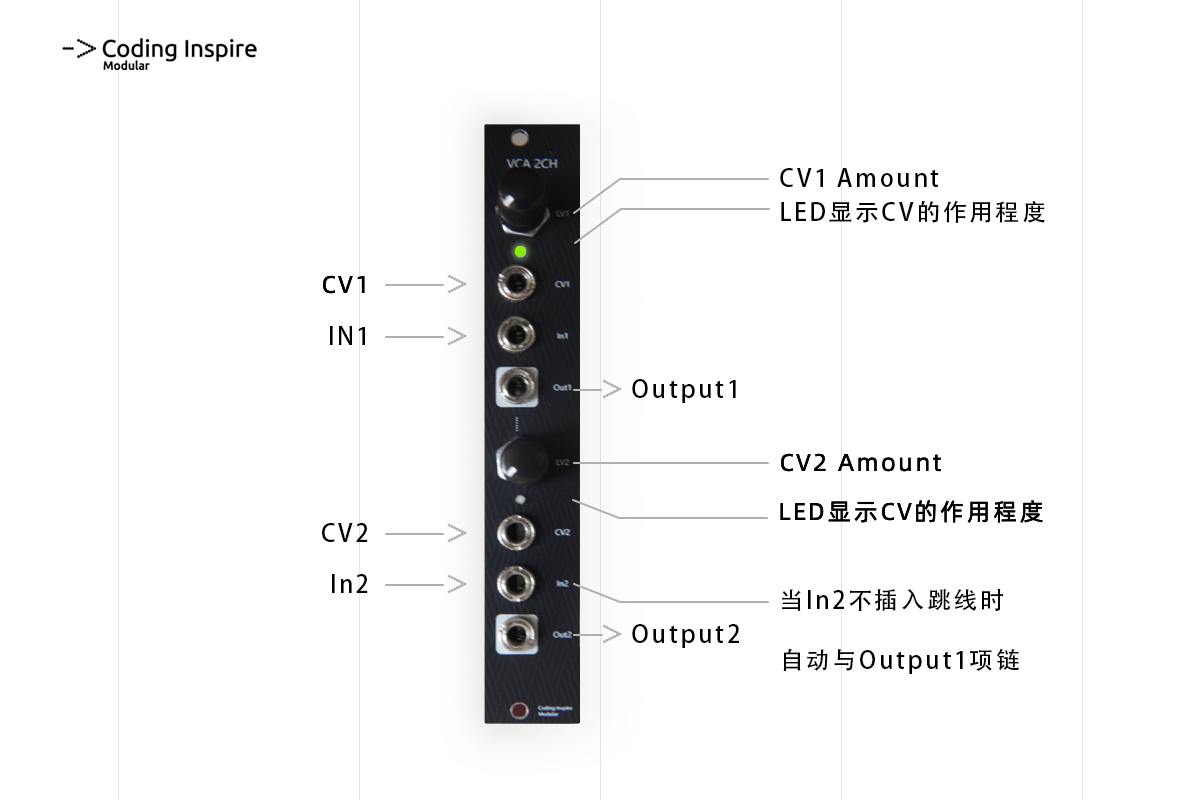 --> Coding Inspire
Modular
VCA 2CH
CV1 Amount
LV1
LED显示CV的作用程度
CV1
CV1
IN1
In1
Out1
Output1
LV2
CV2 Amount
LED显示CV的作用程度
CV2
CV2
In2
In2
当In2不插入跳线时
Out2
Output2
自动与Output1项链
Coding Inspire
Modular